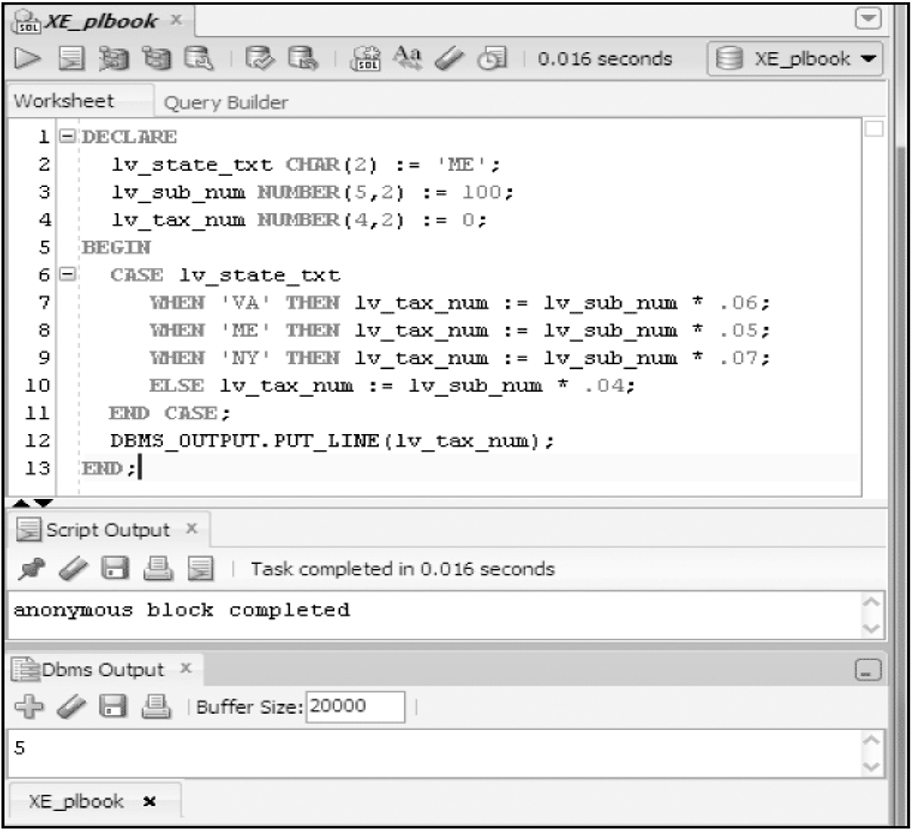 XE_plbook
0.016 seconds XE_plbook
Worksheet Query Builder
1 DECLARE
2 lv_state_txt CHAR(2) := 'ME';
3 lv_sub_num NUMBER(5,2) := 100;
4 lv_tax_num NUMBER(4,2) := 0;
5 BEGIN
6 CASE lv_state_txt
7 WHEN 'VA' THEN lv_tax_num := lv_sub_num * .06;
8 WHEN 'ME' THEN lv_tax_num := lv_sub_num * .05;
9 WHEN 'NY' THEN lv_tax_num := lv_sub_num * .07;
10 ELSE lv_tax_num := lv_sub_num * .04;
11 END CASE;
12 DBMS_OUTPUT.PUT_LINE(lv_tax_num);
13 END;
Script Output
Task completed in 0.016 seconds
anonymous block completed
Dbms Output
Buffer Size: 20000
5
XE_plbook